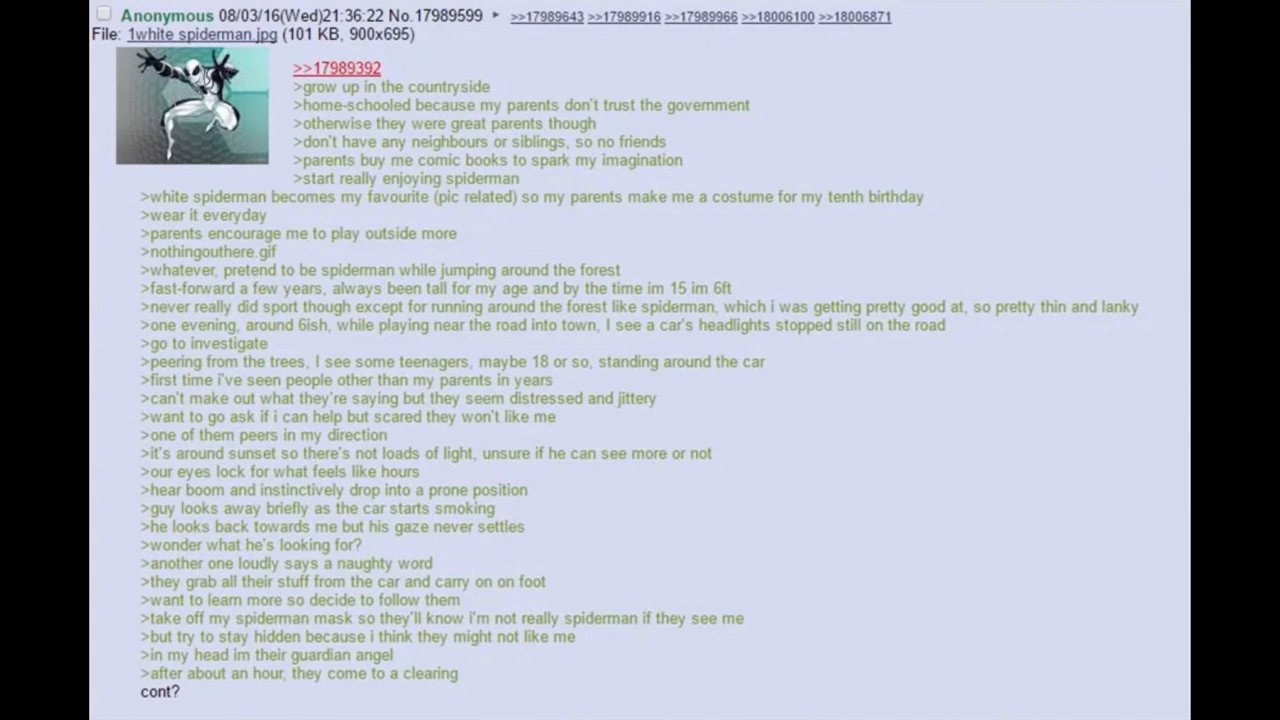 Anonymous 08/03/16(Wed)21:36:22 No.17989599 >>17989643 >>17989916 >>17989966 >>18006100 >>18006871
File: 1white spiderman.jpg (101 KB, 900x695)
>>17989392
>grow up in the countryside
>home-schooled because my parents don't trust the government
>otherwise they were great parents though
>don't have any neighbours or siblings, so no friends
>parents buy me comic books to spark my imagination
>start really enjoying spiderman
>white spiderman becomes my favourite (pic related) so my parents make me a costume for my tenth birthday
>wear it everyday
>parents encourage me to play outside more
>nothingouthere.gif
>whatever, pretend to be spiderman while jumping around the forest
>fast-forward a few years, always been tall for my age and by the time im 15 im 6ft
>never really did sport though except for running around the forest like spiderman, which i was getting pretty good at, so pretty thin and lanky
>one evening, around 6ish, while playing near the road into town, I see a car's headlights stopped still on the road
>go to investigate
>peering from the trees, I see some teenagers, maybe 18 or so, standing around the car
>first time i've seen people other than my parents in years
>can't make out what they're saying but they seem distressed and jittery
>want to go ask if i can help but scared they won't like me
>one of them peers in my direction
>it's around sunset so there's not loads of light, unsure if he can see more or not
>our eyes lock for what feels like hours
>hear boom and instinctively drop into a prone position
>guy looks away briefly as the car starts smoking
>he looks back towards me but his gaze never settles
>wonder what he's looking for?
>another one loudly says a naughty word
>they grab all their stuff from the car and carry on on foot
>want to learn more so decide to follow them
>take off my spiderman mask so they'll know i'm not really spiderman if they see me
>but try to stay hidden because i think they might not like me
>in my head im their guardian angel
>after about an hour, they come to a clearing
cont?